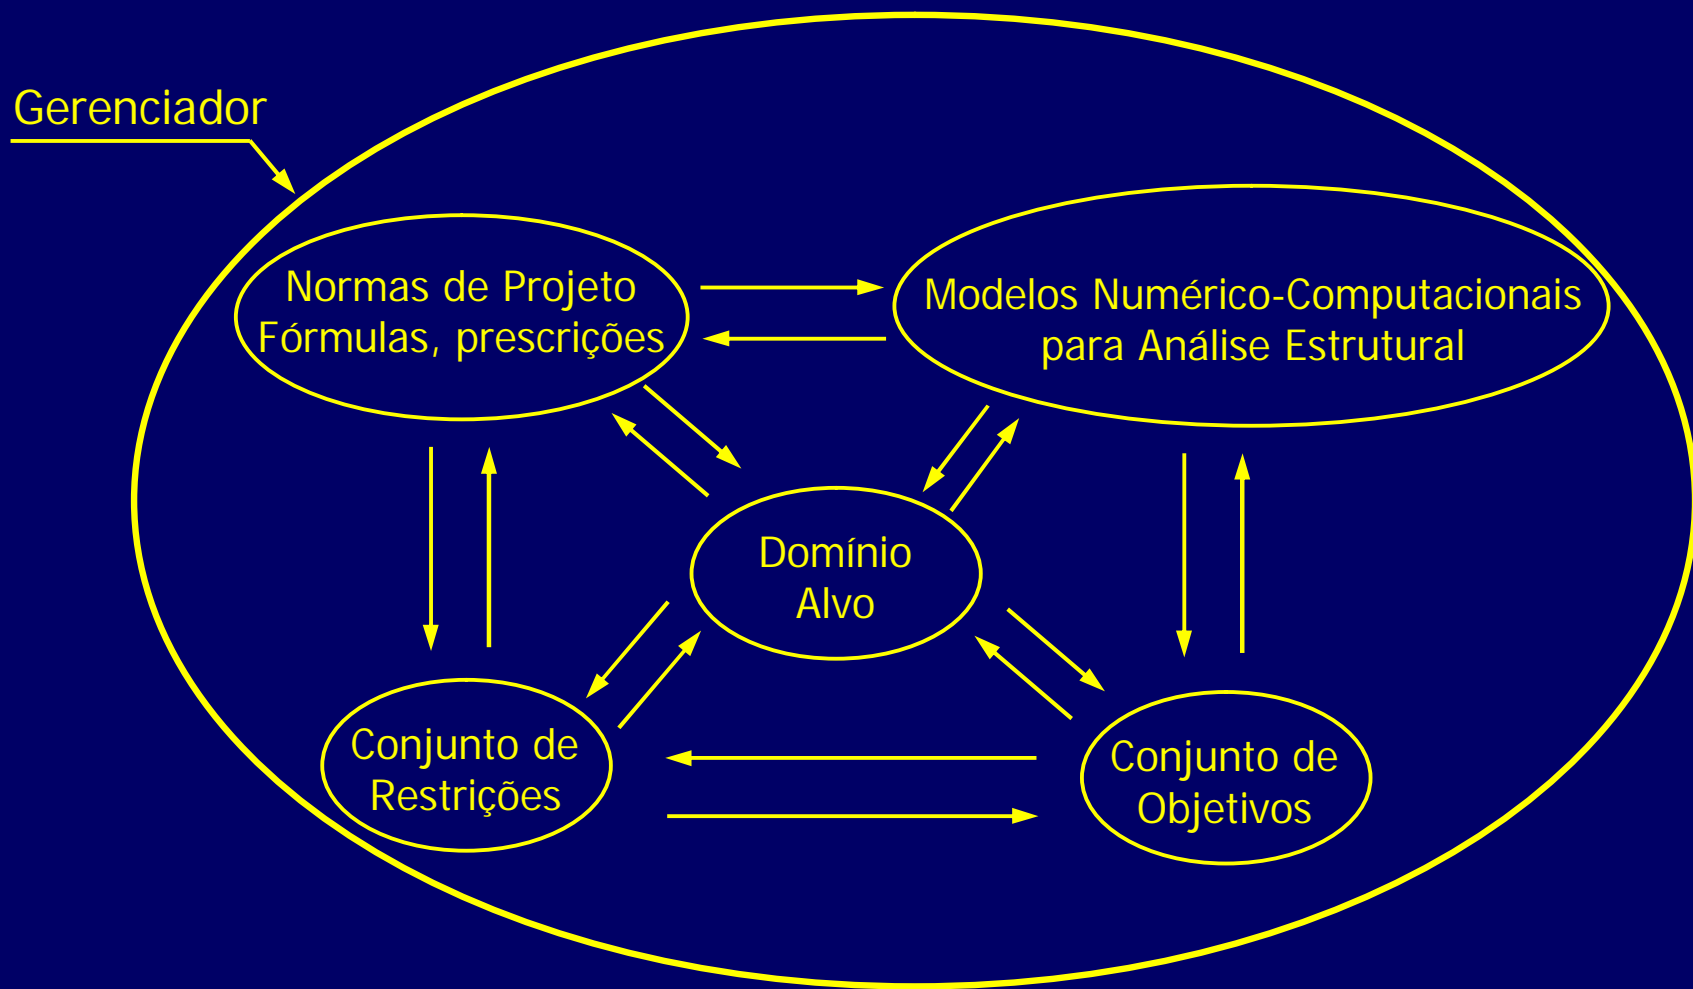 Gerenciador
Normas de Projeto
Fórmulas, prescrições
Modelos Numérico-Computacionais
para Análise Estrutural
Domínio
Alvo
Conjunto de
Restrições
Conjunto de
Objetivos